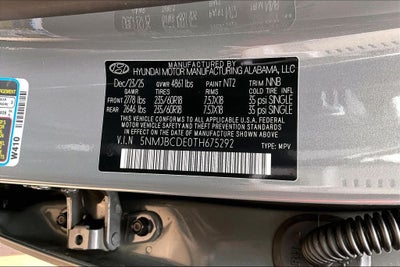 MANUFACTURED BY
HYUNDAI MOTOR MANUFACTURING ALABAMA, LLC
Dec/23/25 GVWR 4861 lbs PAINT NT2 TRIM NNB
GAWR TIRES RIMS COLD TIRE PRESSURE
FRONT 2778 lbs 235/60R18 7.5JX18 35 psi SINGLE
REAR 2646 lbs 235/60R18 7.5JX18 35 psi SINGLE
THIS VEHICLE CONFORMS TO ALL APPLICABLE U.S.A. FEDERAL
MOTOR VEHICLE SAFETY, BUMPER, AND THEFT PREVENTION
STANDARDS IN EFFECT ON THE DATE OF MANUFACTURE SHOWN ABOVE.
V.I.N 5NMJBCDE0TH675292
TYPE: MPV
W410